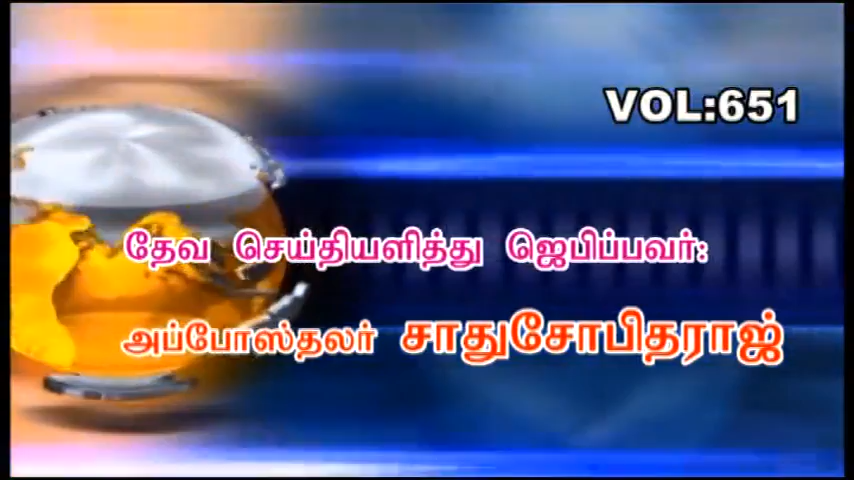 VOL:651
தேவ செய்தியளித்து ஜெபிப்பவர்:
அப்போஸ்தலர் சாதுசோபிதராஜ்